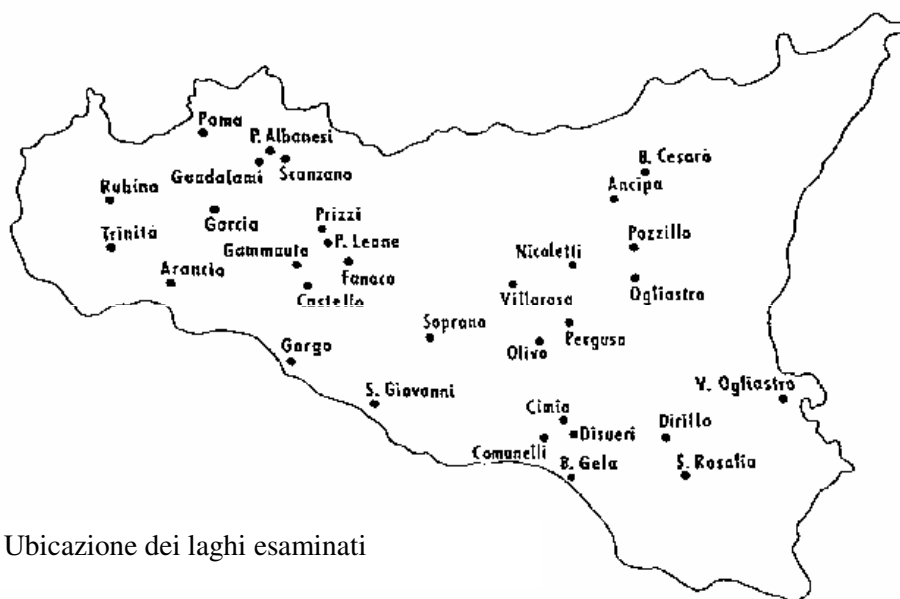 Poma
P. Albanesi
Guadalami
Scanzano
B. Cesarò
Ancipa
Rubino
Garcia
Prizzi
Trinità
Gammauta
P. Leone
Nicoletti
Pozzillo
Arancio
Fanaco
Castello
Villarosa
Ogliastro
Soprano
Gorgo
Olivo
Pergusa
S. Giovanni
V. Ogliastro
Cimia
Disueri
Dirillo
Comunelli
B. Gela
S. Rosalia
Ubicazione dei laghi esaminati